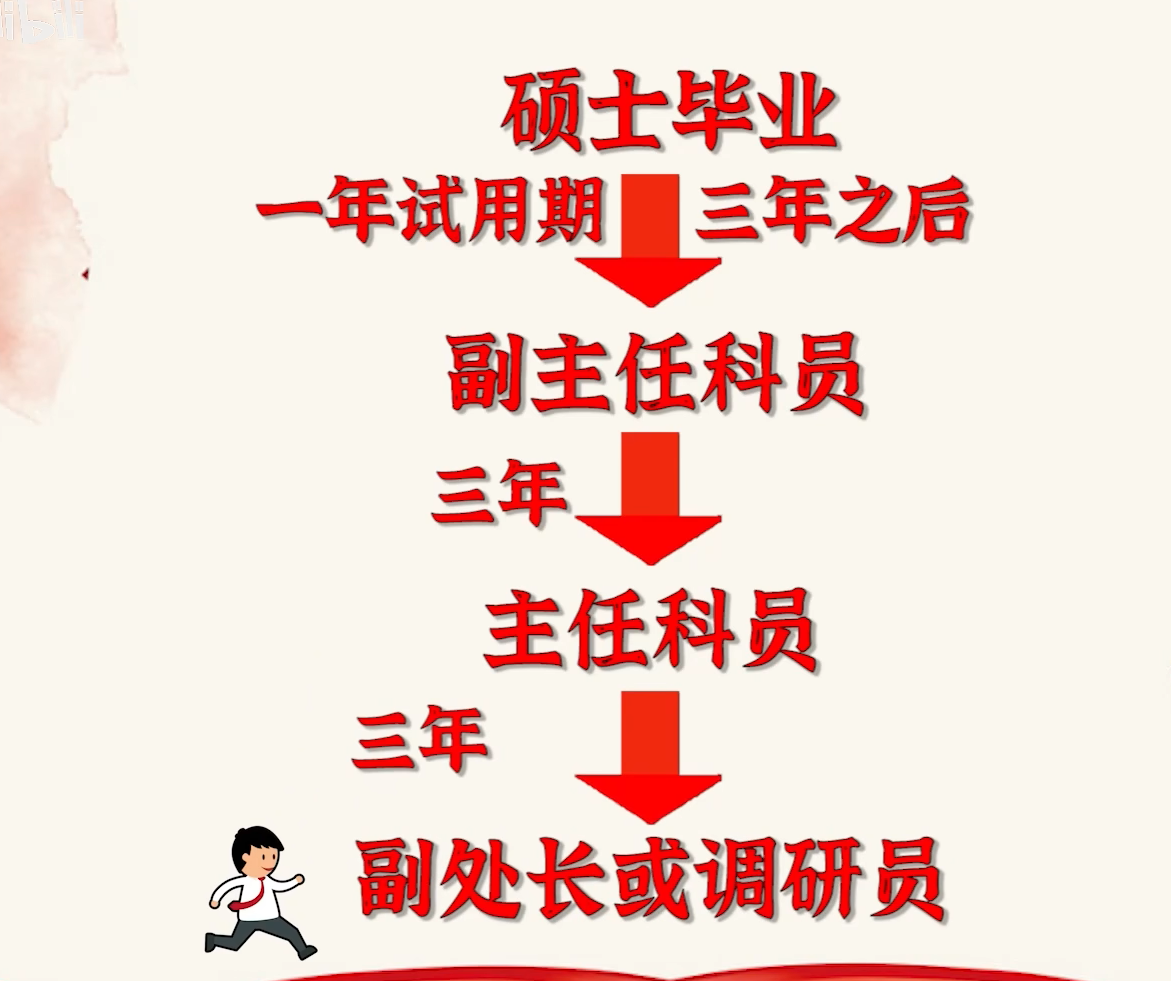 硕士毕业
一年试用期 三年之后
副主任科员
三年
主任科员
三年
副处长或调研员